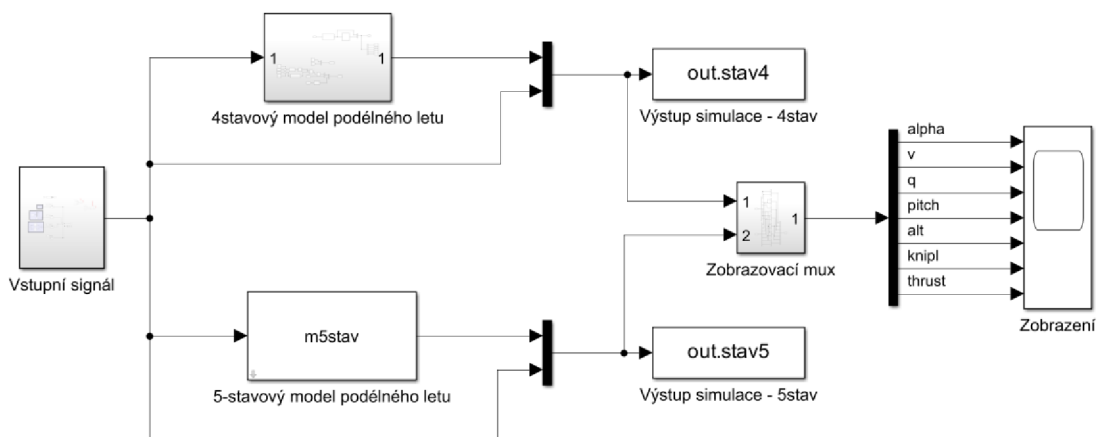 1
1
4stavový model podélného letu
out.stav4
Výstup simulace - 4stav
Vstupní signál
1
2
1
Zobrazovací mux
alpha
v
q
pitch
alt
knipl
thrust
Zobrazení
m5stav
5-stavový model podélného letu
out.stav5
Výstup simulace - 5stav